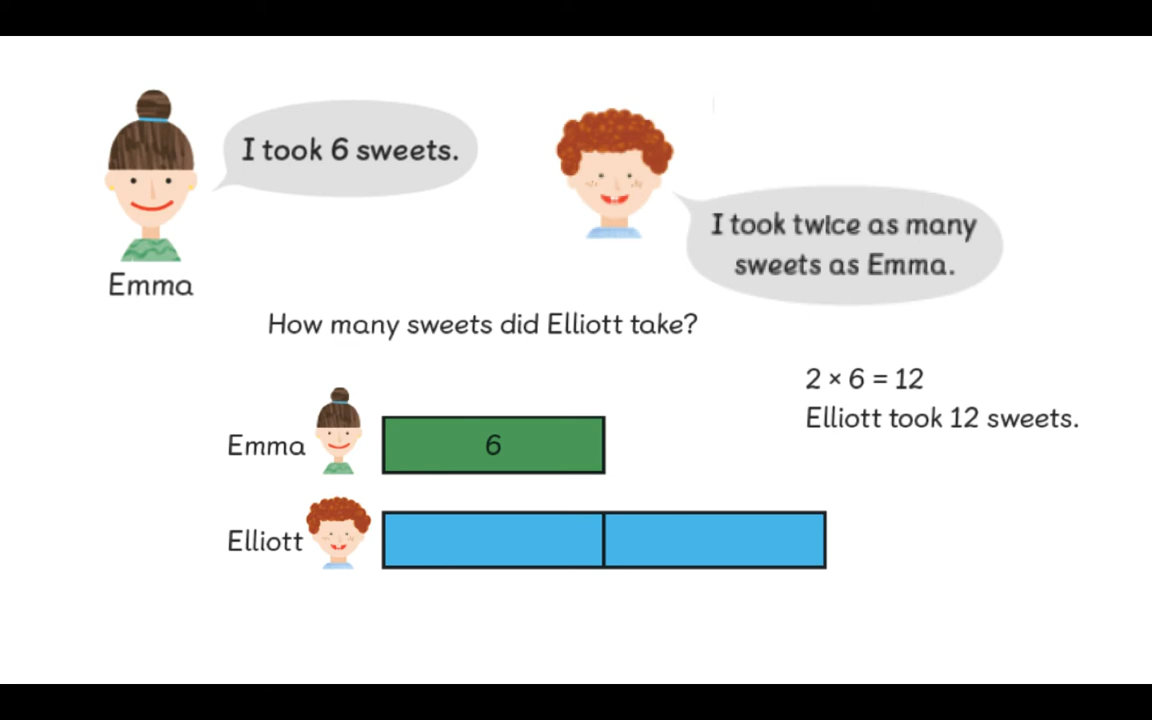 I took 6 sweets.
I took twice as many
sweets as Emma.
Emma
How many sweets did Elliott take?
2 × 6 = 12
Elliott took 12 sweets.
Emma
6
Elliott